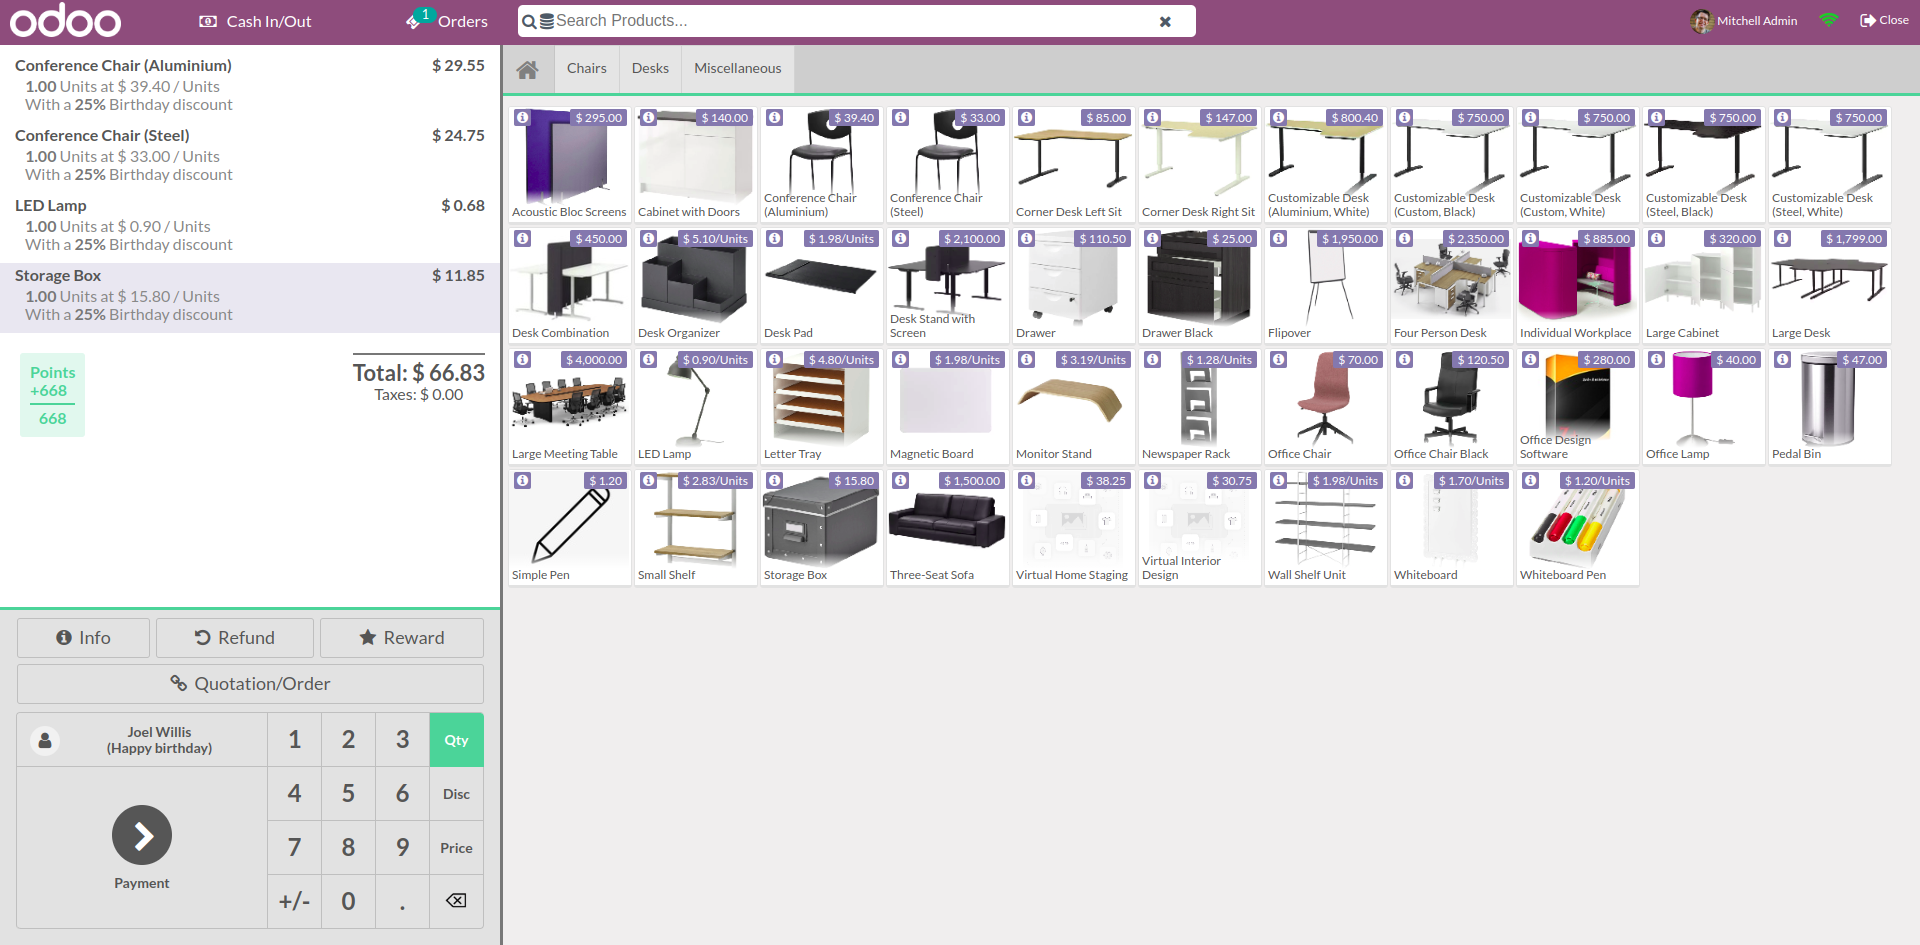 odoo
Cash In/Out
1
Orders
Search Products...
Mitchell Admin
Close
Conference Chair (Aluminium) $ 29.55
1.00 Units at $ 39.40 / Units
With a 25% Birthday discount
Conference Chair (Steel) $ 24.75
1.00 Units at $ 33.00 / Units
With a 25% Birthday discount
LED Lamp $ 0.68
1.00 Units at $ 0.90 / Units
With a 25% Birthday discount
Storage Box $ 11.85
1.00 Units at $ 15.80 / Units
With a 25% Birthday discount
Points
+668
668
Total: $ 66.83
Taxes: $ 0.00
Info
Refund
Reward
Quotation/Order
Joel Willis
(Happy birthday)
1 2 3 Qty
4 5 6 Disc
7 8 9 Price
+/- 0 .
Payment
Chairs
Desks
Miscellaneous
$ 295.00
Acoustic Bloc Screens
$ 140.00
Cabinet with Doors
$ 39.40
Conference Chair
(Aluminium)
$ 33.00
Conference Chair
(Steel)
$ 85.00
Corner Desk Left Sit
$ 147.00
Corner Desk Right Sit
$ 800.40
Customizable Desk
(Aluminium, White)
$ 750.00
Customizable Desk
(Custom, Black)
$ 750.00
Customizable Desk
(Custom, White)
$ 750.00
Customizable Desk
(Steel, Black)
$ 750.00
Customizable Desk
(Steel, White)
$ 450.00
Desk Combination
$ 5.10/Units
Desk Organizer
$ 1.98/Units
Desk Pad
$ 2,100.00
Desk Stand with
Screen
$ 110.50
Drawer
$ 25.00
Drawer Black
$ 1,950.00
Flipover
$ 2,350.00
Four Person Desk
$ 885.00
Individual Workplace
$ 320.00
Large Cabinet
$ 1,799.00
Large Desk
$ 4,000.00
Large Meeting Table
$ 0.90/Units
LED Lamp
$ 4.80/Units
Letter Tray
$ 1.98/Units
Magnetic Board
$ 3.19/Units
Monitor Stand
$ 1.28/Units
Newspaper Rack
$ 70.00
Office Chair
$ 120.50
Office Chair Black
$ 280.00
Office Design
Software
$ 40.00
Office Lamp
$ 47.00
Pedal Bin
$ 1.20
Simple Pen
$ 2.83/Units
Small Shelf
$ 15.80
Storage Box
$ 1,500.00
Three-Seat Sofa
$ 38.25
Virtual Home Staging
$ 30.75
Virtual Interior
Design
$ 1.98/Units
Wall Shelf Unit
$ 1.70/Units
Whiteboard
$ 1.20/Units
Whiteboard Pen